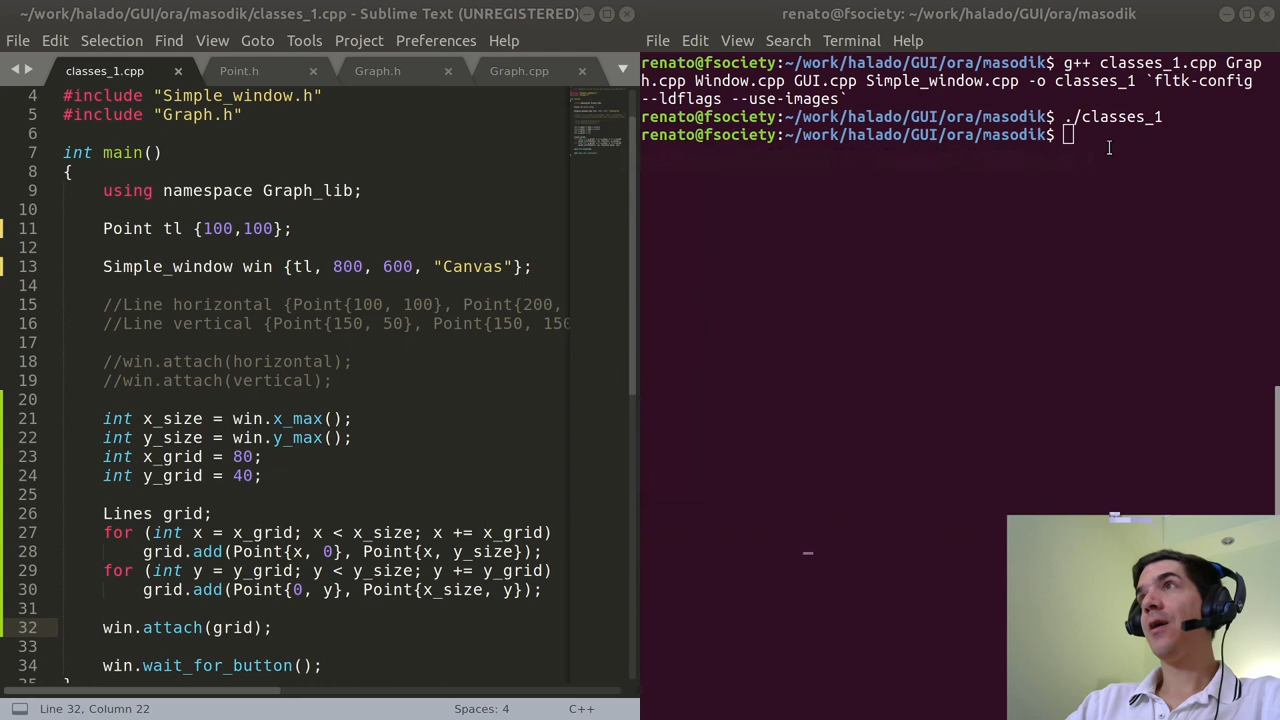 ~/work/halado/GUI/ora/masodik/classes_1.cpp - Sublime Text (UNREGISTERED)
File Edit Selection Find View Goto Tools Project Preferences Help
classes_1.cpp Point.h Graph.h Graph.cpp
4 #include "Simple_window.h"
5 #include "Graph.h"
6
7 int main()
8 {
9 using namespace Graph_lib;
10
11 Point tl {100,100};
12
13 Simple_window win {tl, 800, 600, "Canvas"};
14
15 //Line horizontal {Point{100, 100}, Point{200,
16 //Line vertical {Point{150, 50}, Point{150, 150
17
18 //win.attach(horizontal);
19 //win.attach(vertical);
20
21 int x_size = win.x_max();
22 int y_size = win.y_max();
23 int x_grid = 80;
24 int y_grid = 40;
25
26 Lines grid;
27 for (int x = x_grid; x < x_size; x += x_grid)
28 grid.add(Point{x, 0}, Point{x, y_size});
29 for (int y = y_grid; y < y_size; y += y_grid)
30 grid.add(Point{0, y}, Point{x_size, y});
31
32 win.attach(grid);
33
34 win.wait_for_button();
35 }
Line 32, Column 22 Spaces: 4 C++
renato@fsociety: ~/work/halado/GUI/ora/masodik
File Edit View Search Terminal Help
renato@fsociety:~/work/halado/GUI/ora/masodik$ g++ classes_1.cpp Grap
h.cpp Window.cpp GUI.cpp Simple_window.cpp -o classes_1 `fltk-config
--ldflags --use-images`
renato@fsociety:~/work/halado/GUI/ora/masodik$ ./classes_1
renato@fsociety:~/work/halado/GUI/ora/masodik$